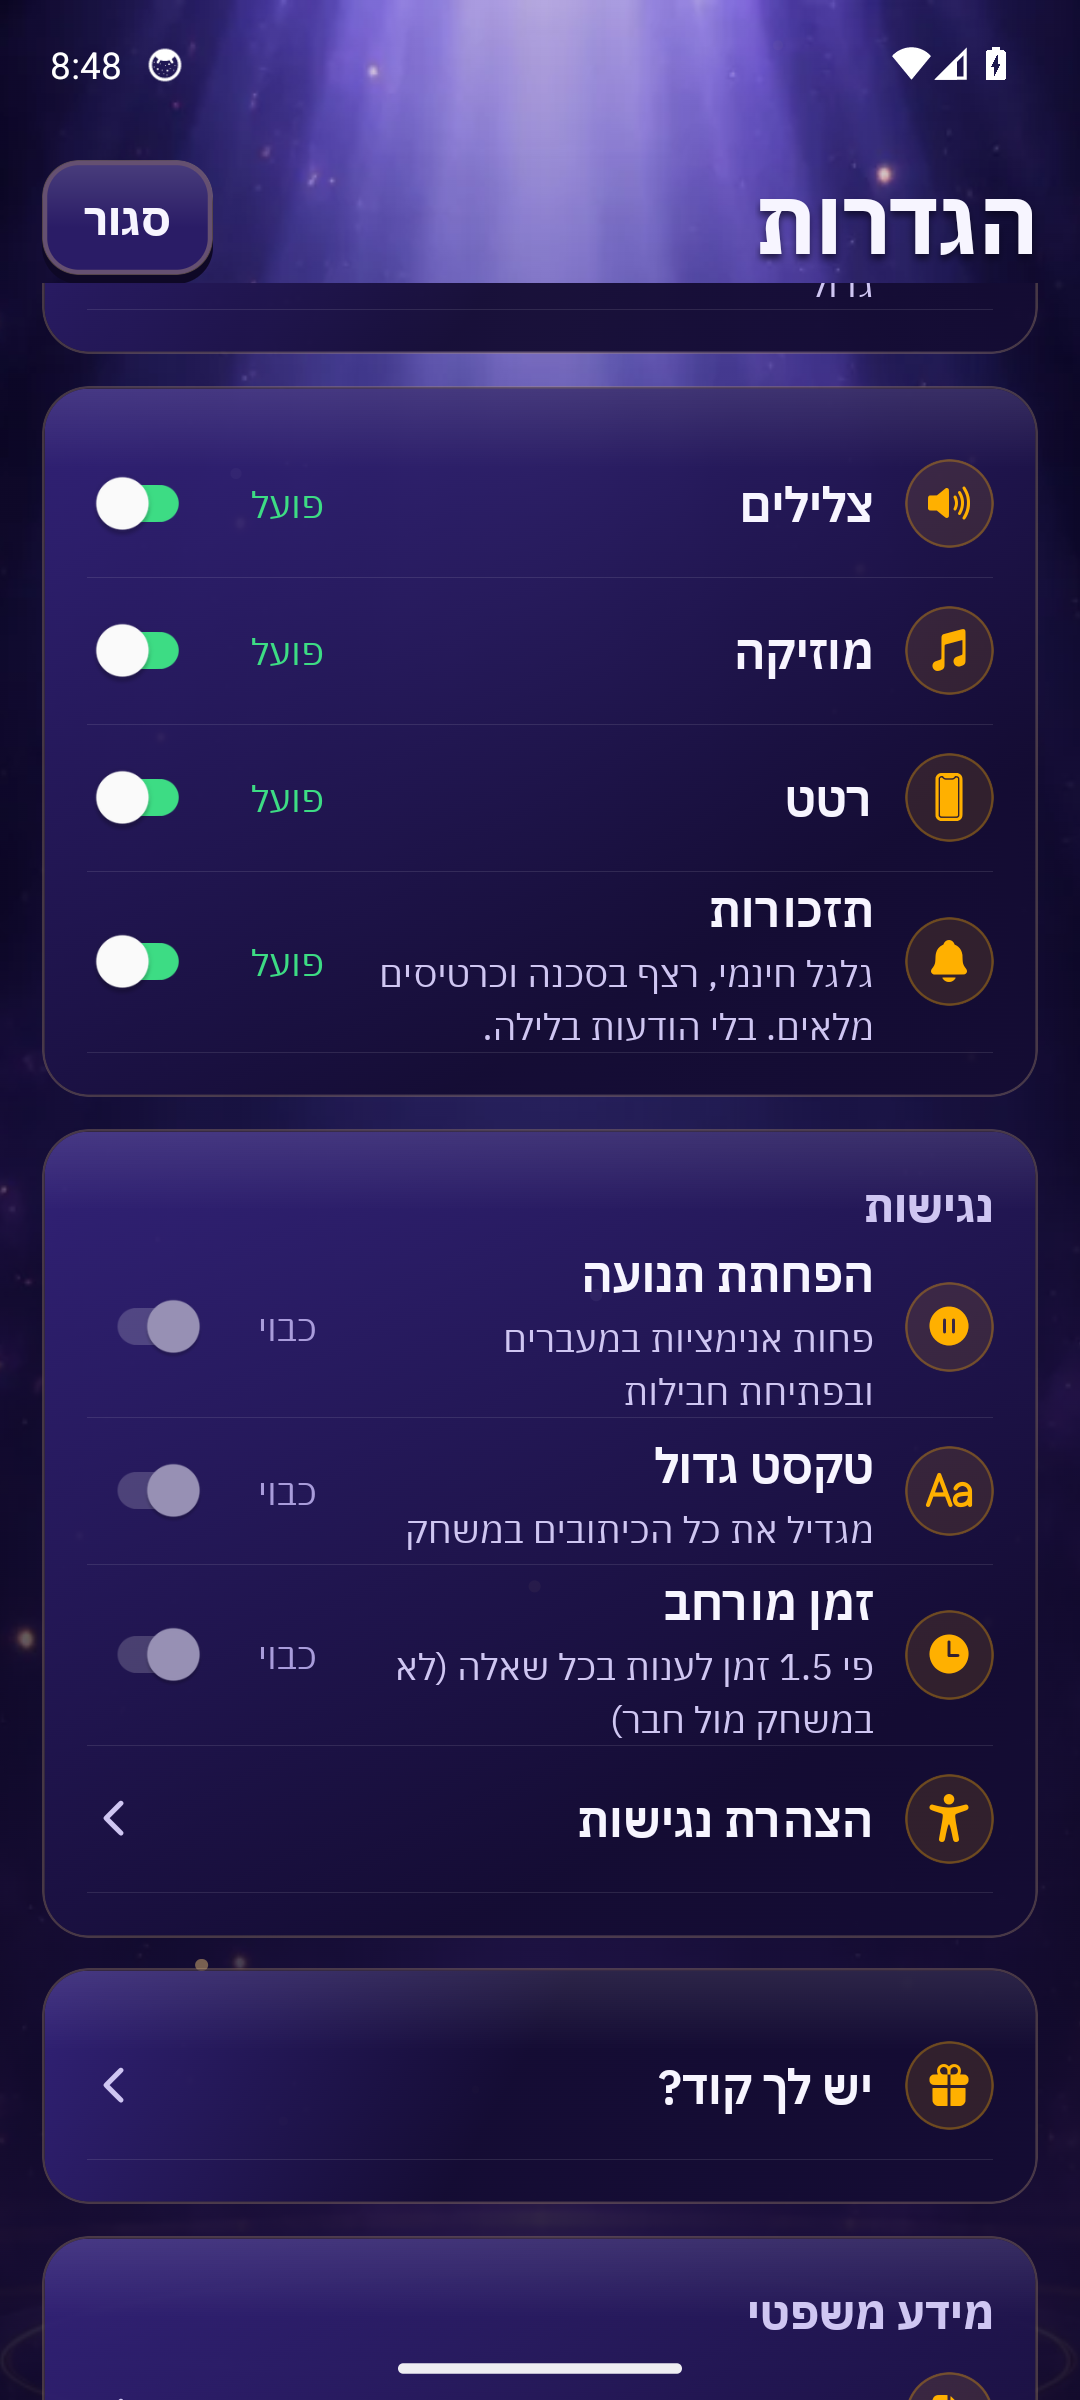 8:48
הגדרות
סגור
גדול
צלילים
פועל
מוזיקה
פועל
רטט
פועל
תזכורות
גלגל חינמי, רצף בסכנה וכרטיסים
מלאים. בלי הודעות בלילה.
פועל
נגישות
הפחתת תנועה
פחות אנימציות במעברים
ובפתיחת חבילות
כבוי
טקסט גדול
מגדיל את כל הכיתובים במשחק
כבוי
זמן מורחב
פי 1.5 זמן לענות בכל שאלה (לא
במשחק מול חבר)
כבוי
הצהרת נגישות
יש לך קוד?
מידע משפטי